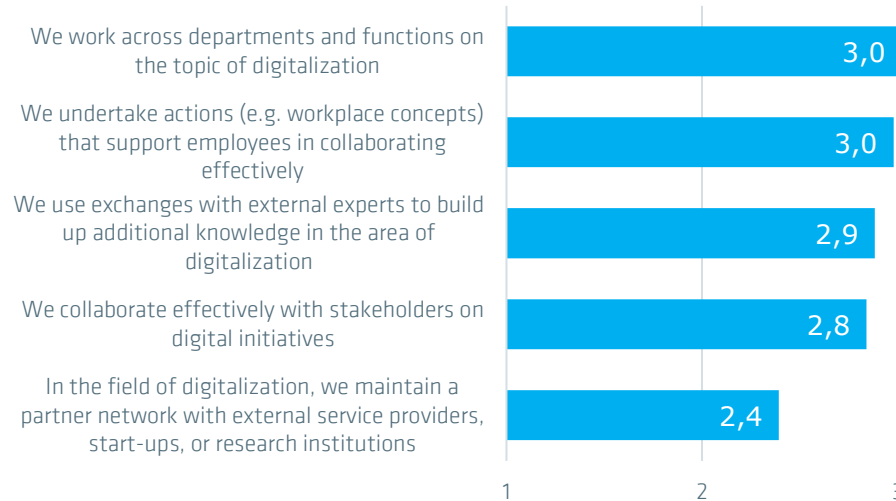 We work across departments and functions on
the topic of digitalization
3,0
We undertake actions (e.g. workplace concepts)
that support employees in collaborating
effectively
3,0
We use exchanges with external experts to build
up additional knowledge in the area of
digitalization
2,9
We collaborate effectively with stakeholders on
digital initiatives
2,8
In the field of digitalization, we maintain a
partner network with external service providers,
start-ups, or research institutions
2,4
1 2 3